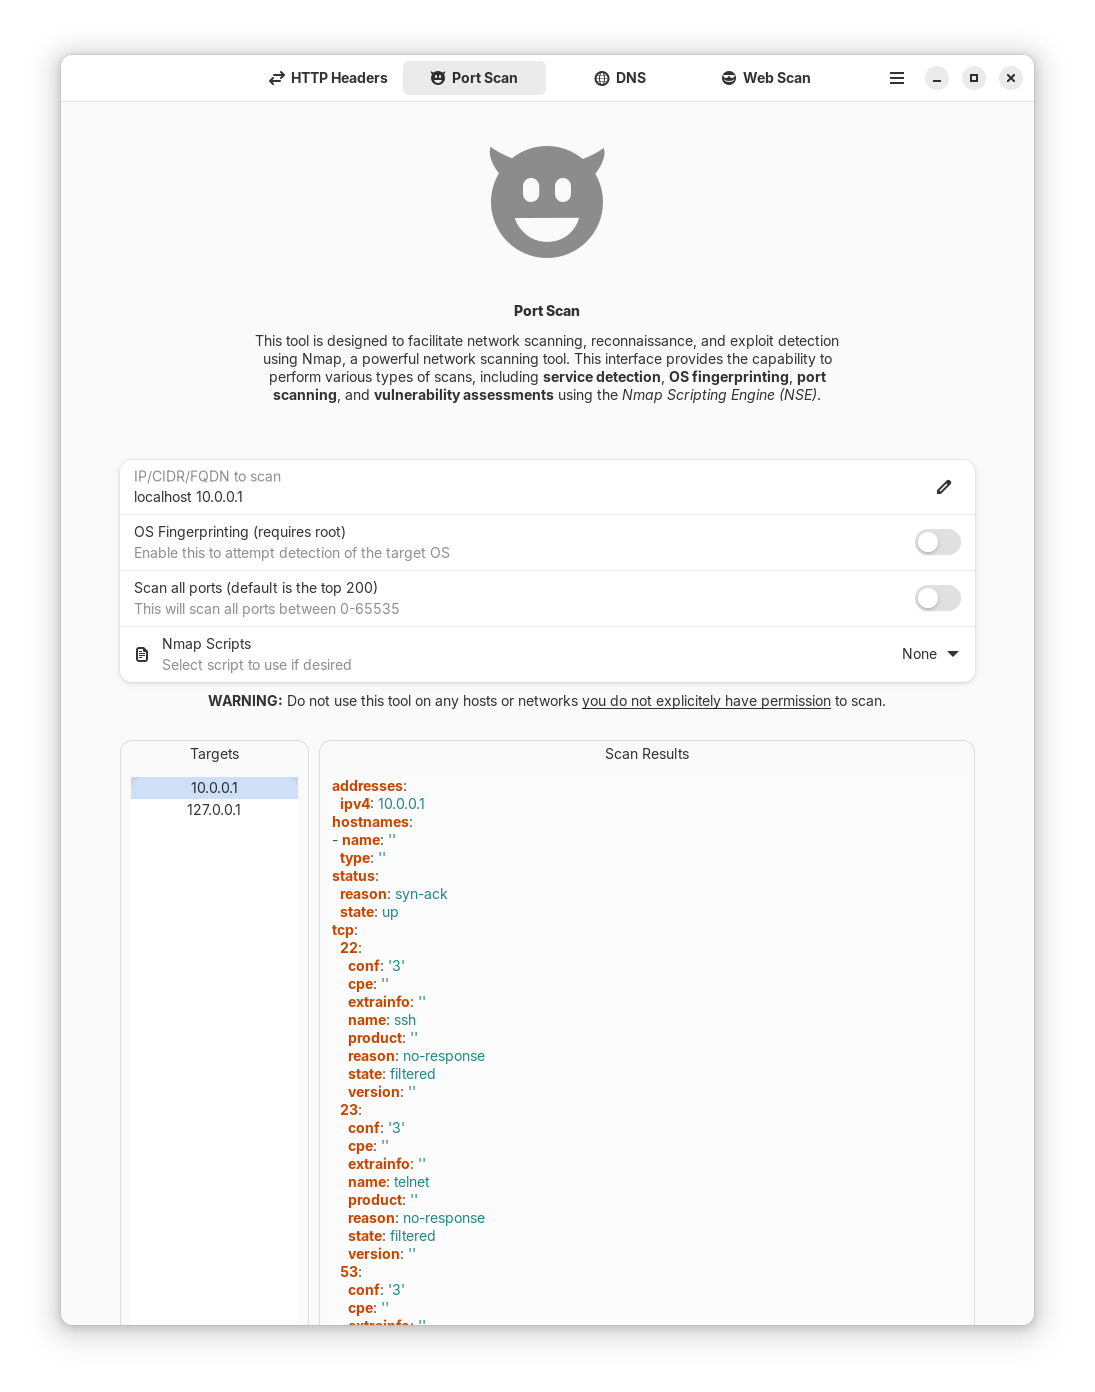 HTTP Headers
Port Scan
DNS
Web Scan
Port Scan
This tool is designed to facilitate network scanning, reconnaissance, and exploit detection
using Nmap, a powerful network scanning tool. This interface provides the capability to
perform various types of scans, including service detection, OS fingerprinting, port
scanning, and vulnerability assessments using the Nmap Scripting Engine (NSE).
IP/CIDR/FQDN to scan
localhost 10.0.0.1
OS Fingerprinting (requires root)
Enable this to attempt detection of the target OS
Scan all ports (default is the top 200)
This will scan all ports between 0-65535
Nmap Scripts
Select script to use if desired
None
WARNING: Do not use this tool on any hosts or networks you do not explicitely have permission to scan.
Targets
10.0.0.1
127.0.0.1
Scan Results
addresses:
  ipv4: 10.0.0.1
hostnames:
- name: ''
  type: ''
status:
  reason: syn-ack
  state: up
tcp:
  22:
    conf: '3'
    cpe: ''
    extrainfo: ''
    name: ssh
    product: ''
    reason: no-response
    state: filtered
    version: ''
  23:
    conf: '3'
    cpe: ''
    extrainfo: ''
    name: telnet
    product: ''
    reason: no-response
    state: filtered
    version: ''
  53:
    conf: '3'
    cpe: ''
    extrainfo: ''